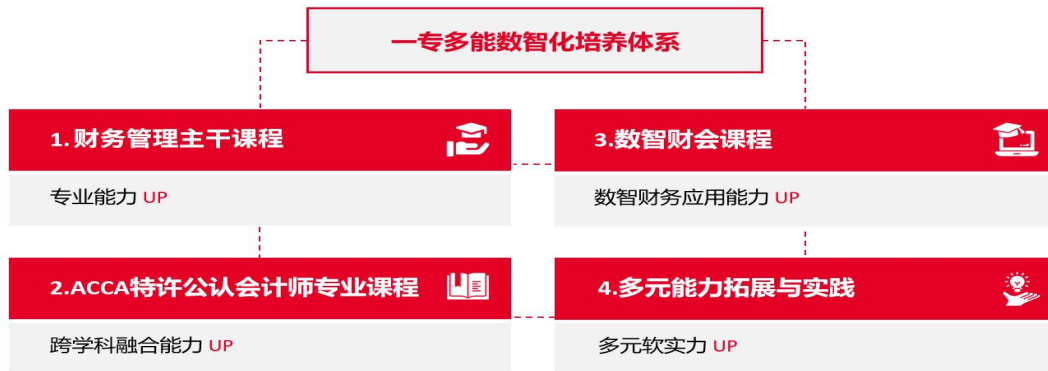 一专多能数智化培养体系
1.财务管理主干课程
专业能力 UP
2.ACCA特许公认会计师专业课程
跨学科融合能力 UP
3.数智财会课程
数智财务应用能力 UP
4.多元能力拓展与实践
多元软实力 UP